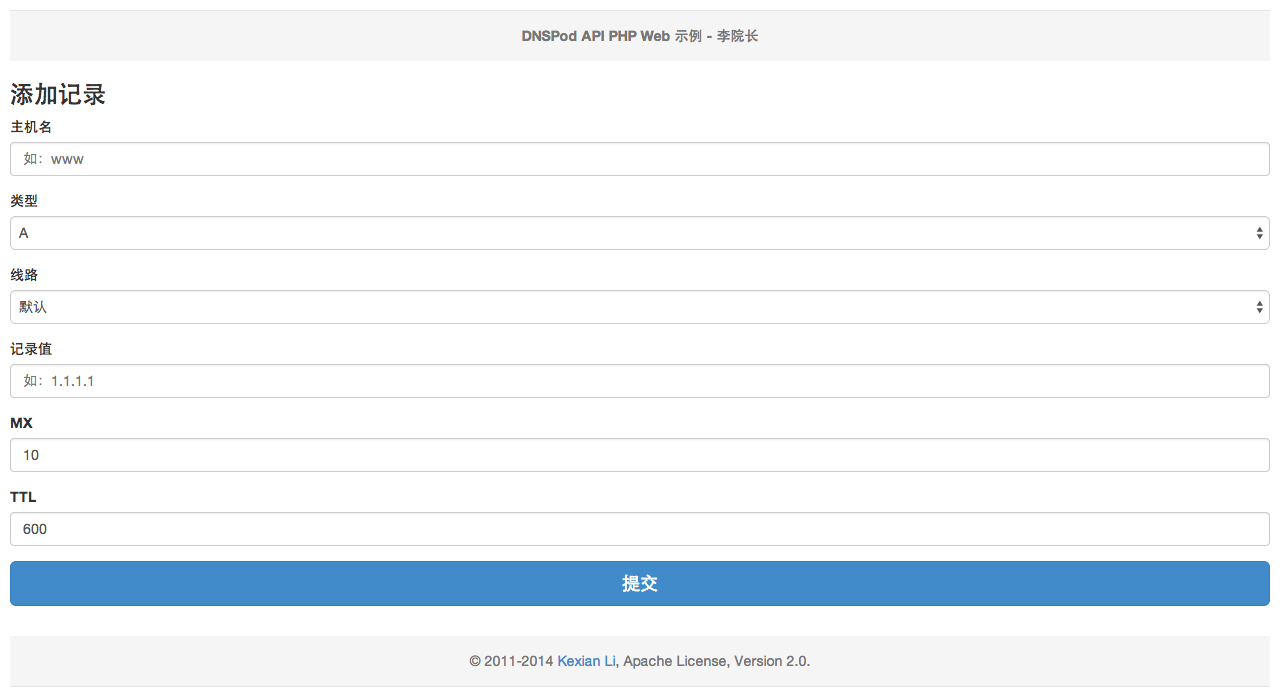 DNSPod API PHP Web 示例 - 李院长
添加记录
主机名
如：www
类型
A
线路
默认
记录值
如：1.1.1.1
MX
10
TTL
600
提交
© 2011-2014 Kexian Li, Apache License, Version 2.0.